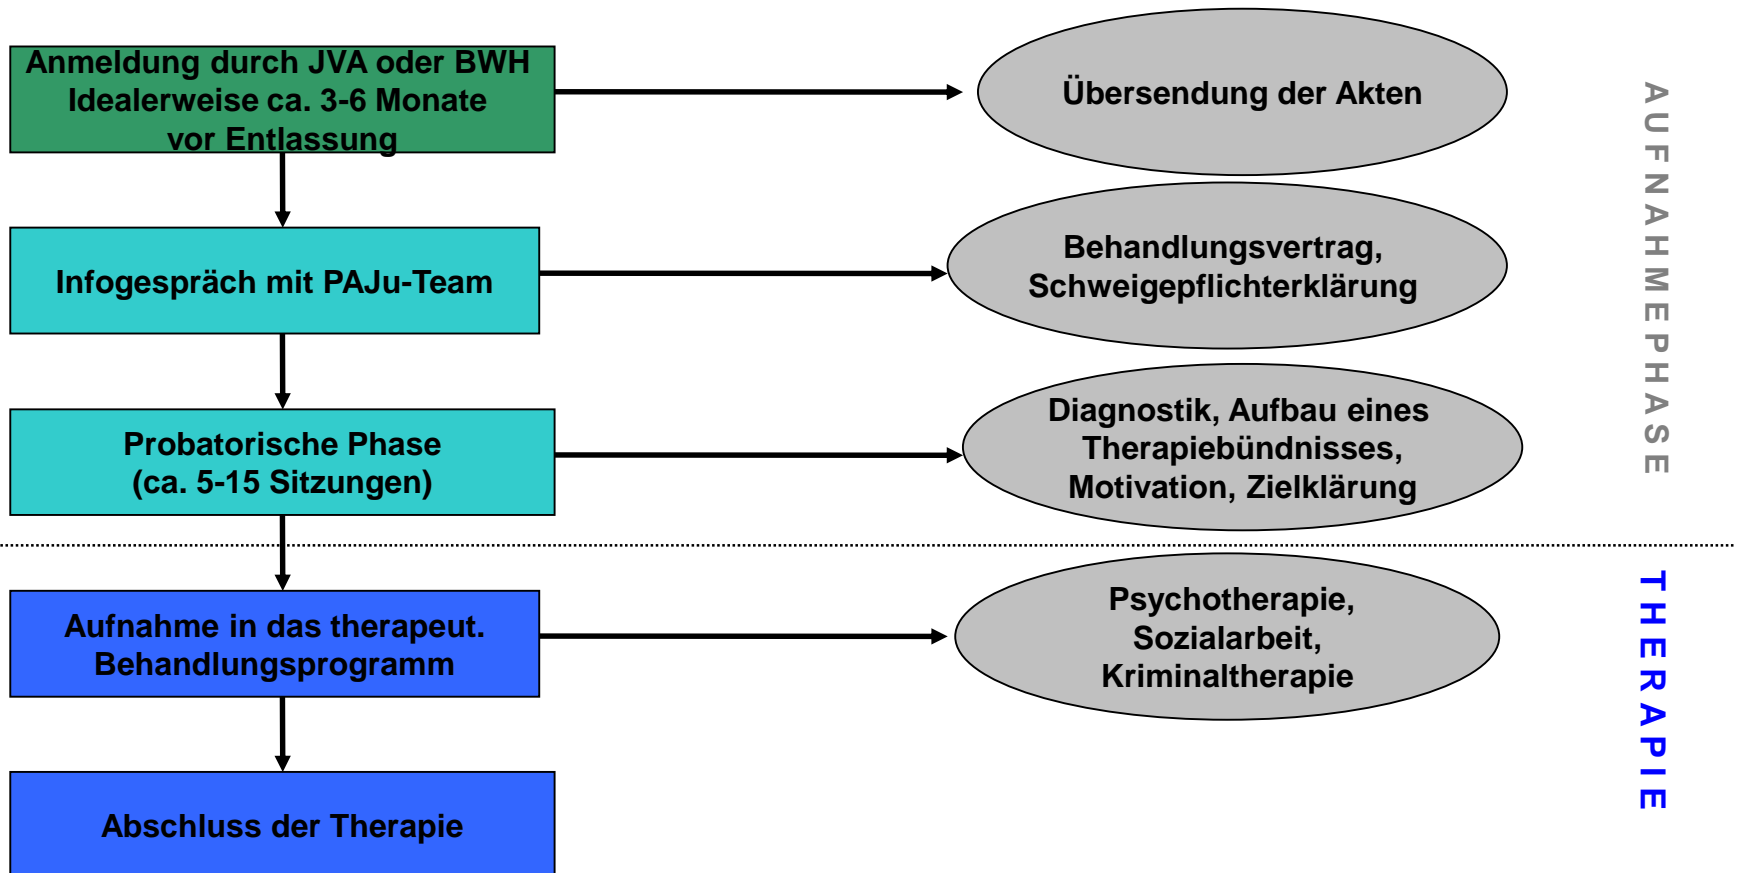 Anmeldung durch JVA oder BWH
Idealerweise ca. 3-6 Monate
vor Entlassung
Übersendung der Akten
Infogespräch mit PAJu-Team
Behandlungsvertrag,
Schweigepflichterklärung
Probatorische Phase
(ca. 5-15 Sitzungen)
Diagnostik, Aufbau eines
Therapiebündnisses,
Motivation, Zielklärung
AUFNAHMEPHASE
Aufnahme in das therapeut.
Behandlungsprogramm
Psychotherapie,
Sozialarbeit,
Kriminaltherapie
Abschluss der Therapie
THERAPIE